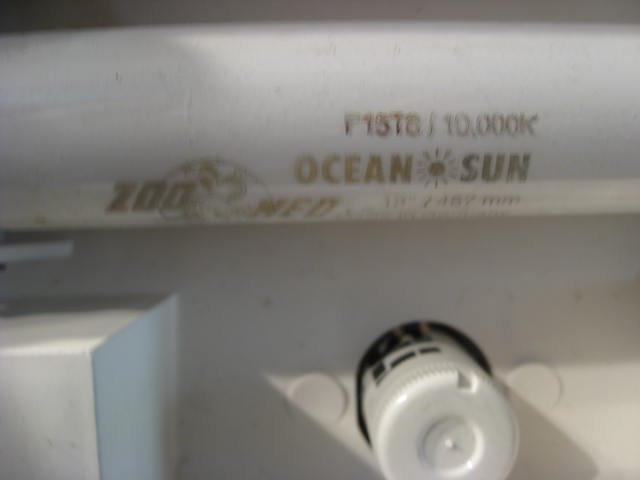 F15T8 / 10,000K
OCEAN SUN
ZOO MED 18" / 457 mm